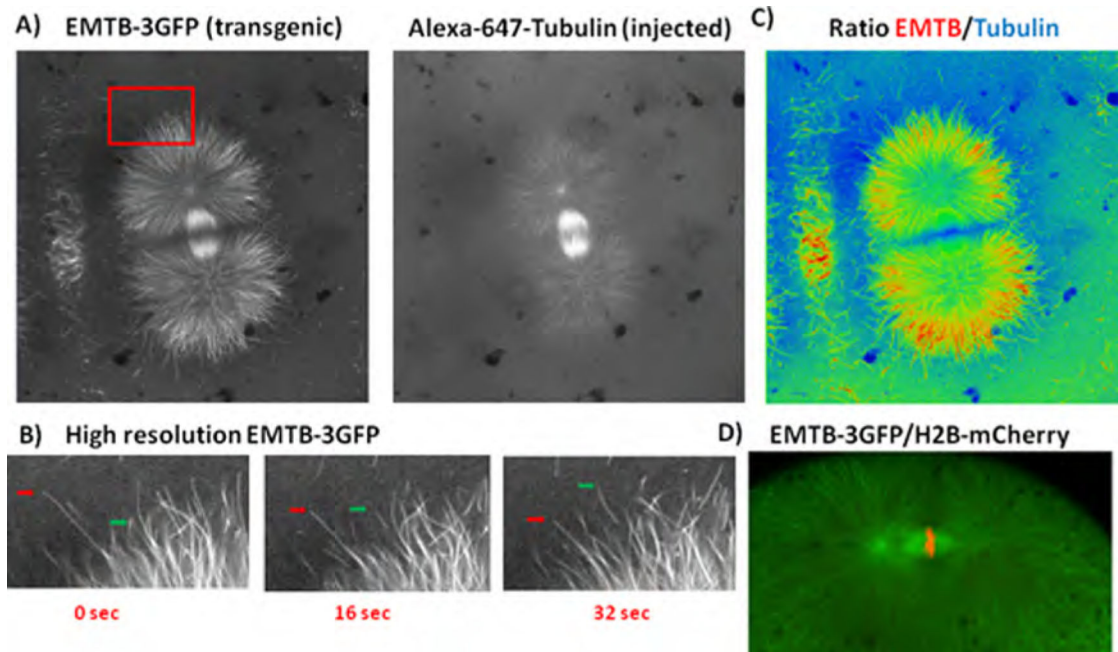 A) EMTB-3GFP (transgenic) Alexa-647-Tubulin (injected) C) Ratio EMTB/Tubulin
B) High resolution EMTB-3GFP
D) EMTB-3GFP/H2B-mCherry
0 sec 16 sec 32 sec